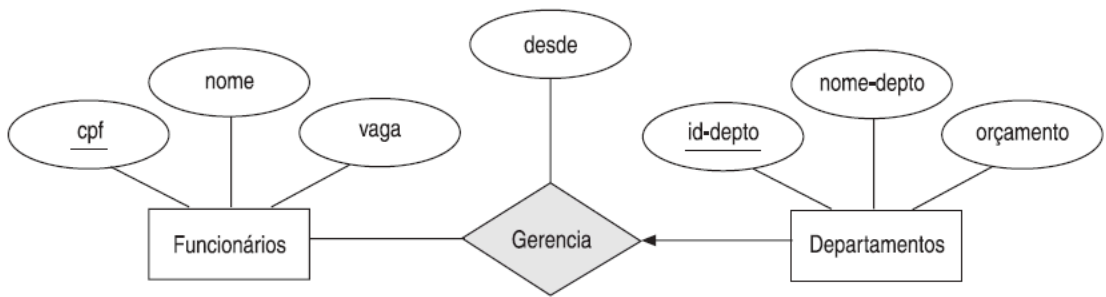 desde
nome
nome-depto
cpf
vaga
id-depto
orçamento
Funcionários
Gerencia
Departamentos